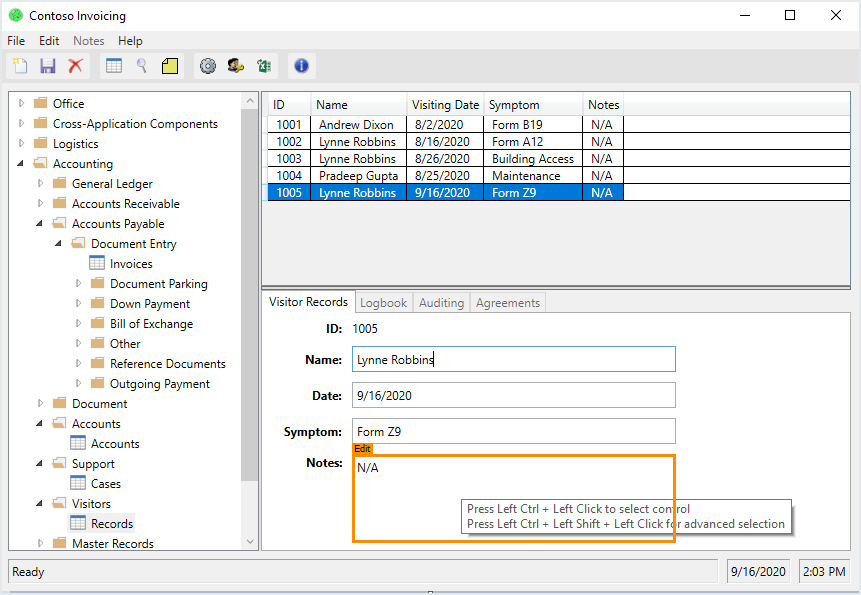 Contoso Invoicing
File Edit Notes Help
Office
Cross-Application Components
Logistics
Accounting
General Ledger
Accounts Receivable
Accounts Payable
Document Entry
Invoices
Document Parking
Down Payment
Bill of Exchange
Other
Reference Documents
Outgoing Payment
Document
Accounts
Accounts
Support
Cases
Visitors
Records
Master Records
ID Name Visiting Date Symptom Notes
1001 Andrew Dixon 8/2/2020 Form B19 N/A
1002 Lynne Robbins 8/16/2020 Form A12 N/A
1003 Lynne Robbins 8/26/2020 Building Access N/A
1004 Pradeep Gupta 8/25/2020 Maintenance N/A
1005 Lynne Robbins 9/16/2020 Form Z9 N/A
Visitor Records Logbook Auditing Agreements
ID: 1005
Name: Lynne Robbins
Date: 9/16/2020
Symptom: Form Z9
Edit
Notes: N/A
Press Left Ctrl + Left Click to select control
Press Left Ctrl + Left Shift + Left Click for advanced selection
Ready 9/16/2020 2:03 PM